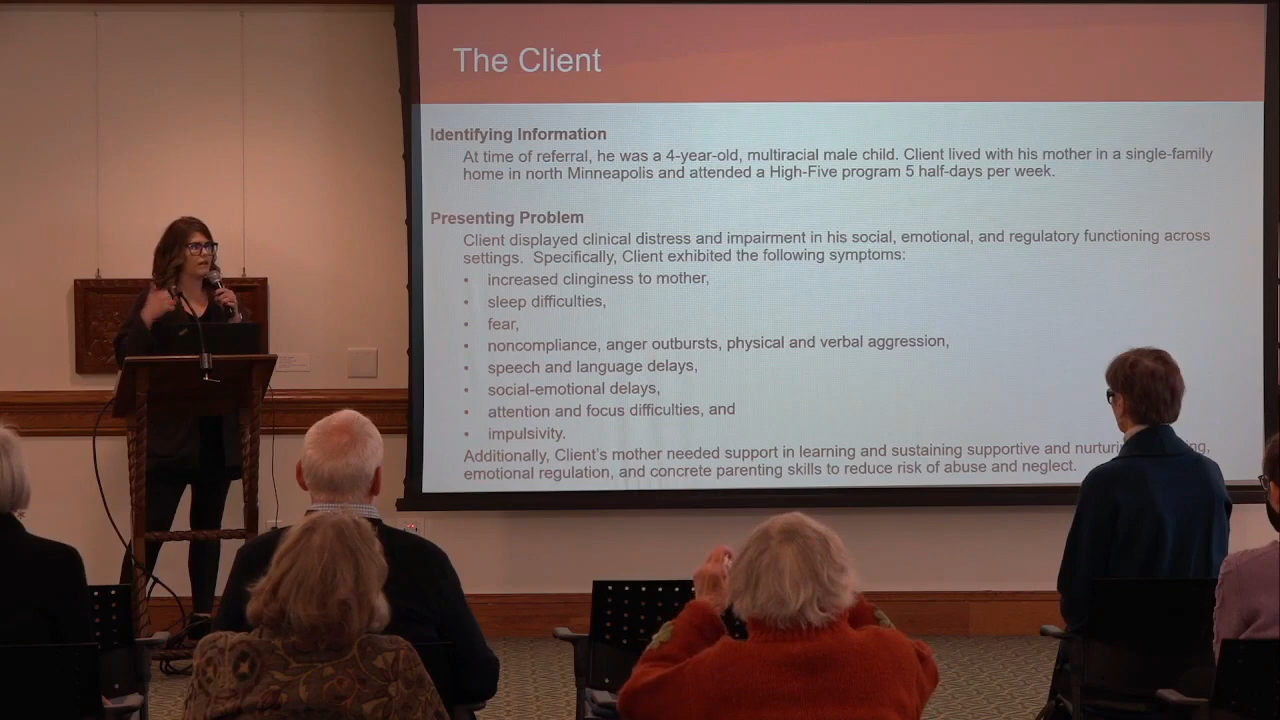 The Client
Identifying Information
At time of referral, he was a 4-year-old, multiracial male child. Client lived with his mother in a single-family
home in north Minneapolis and attended a High-Five program 5 half-days per week.
Presenting Problem
Client displayed clinical distress and impairment in his social, emotional, and regulatory functioning across
settings. Specifically, Client exhibited the following symptoms:
• increased clinginess to mother,
• sleep difficulties,
• fear,
• noncompliance, anger outbursts, physical and verbal aggression,
• speech and language delays,
• social-emotional delays,
• attention and focus difficulties, and
• impulsivity.
Additionally, Client's mother needed support in learning and sustaining supportive and
emotional regulation, and concrete parenting skills to reduce risk of abuse and neglect.